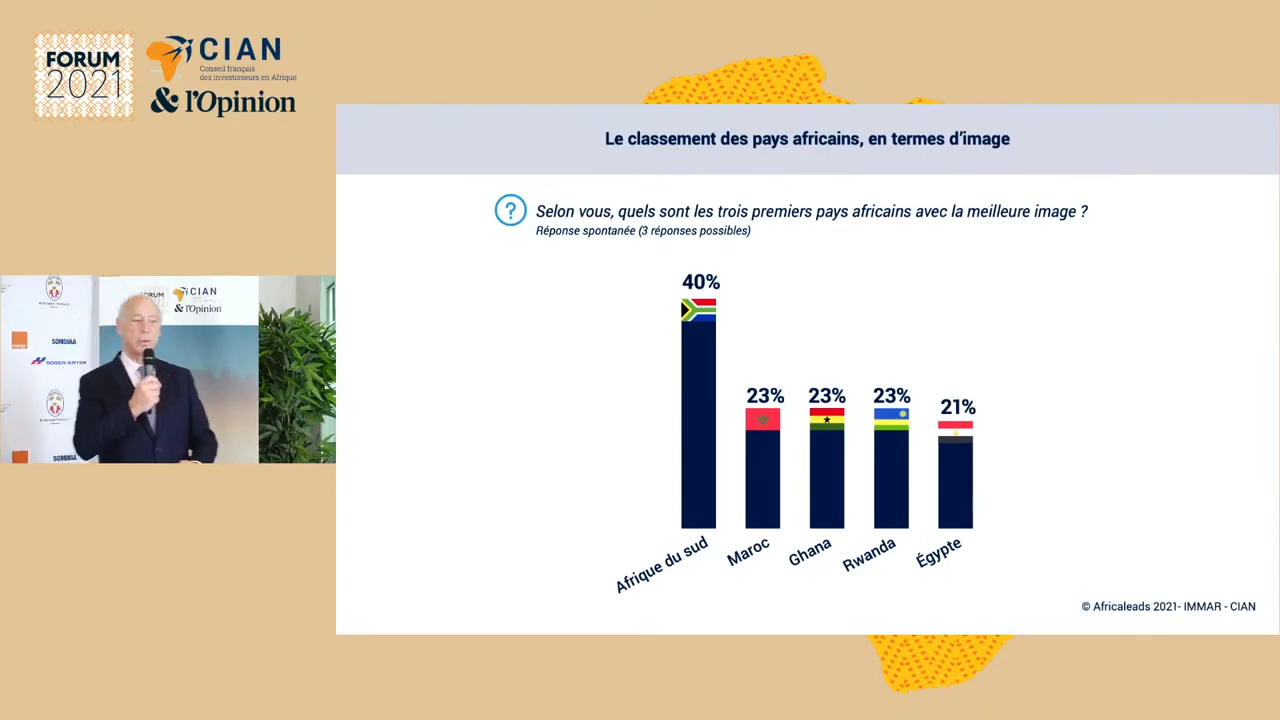 FORUM
2021
CIAN
Conseil français
des investisseurs en Afrique
& l'Opinion
Le classement des pays africains, en termes d'image
?
Selon vous, quels sont les trois premiers pays africains avec la meilleure image ?
Réponse spontanée (3 réponses possibles)
40%
23%
23%
23%
21%
Afrique du sud
Maroc
Ghana
Rwanda
Égypte
© Africaleads 2021- IMMAR - CIAN
FORUM
CIAN
& l'Opinion
SOMDIAA
SOMDIAA